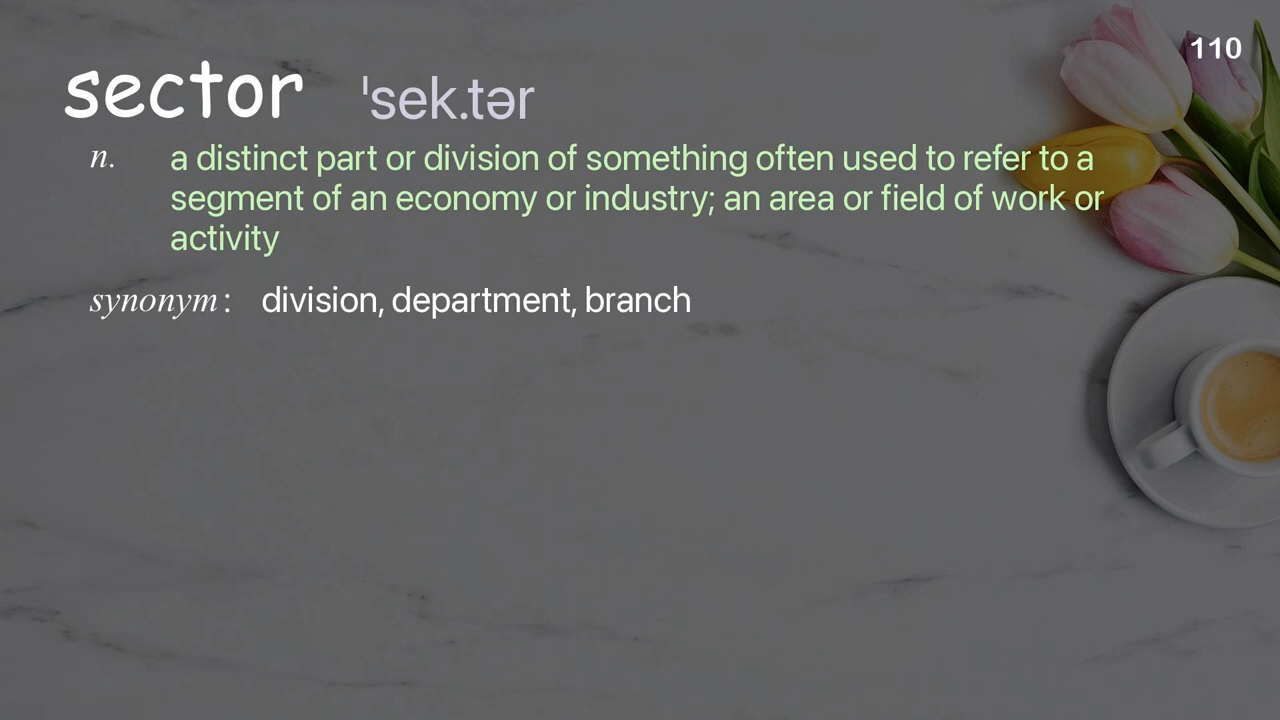 110
sector ˈsek.tər
n. a distinct part or division of something often used to refer to a
segment of an economy or industry; an area or field of work or
activity
synonym: division, department, branch